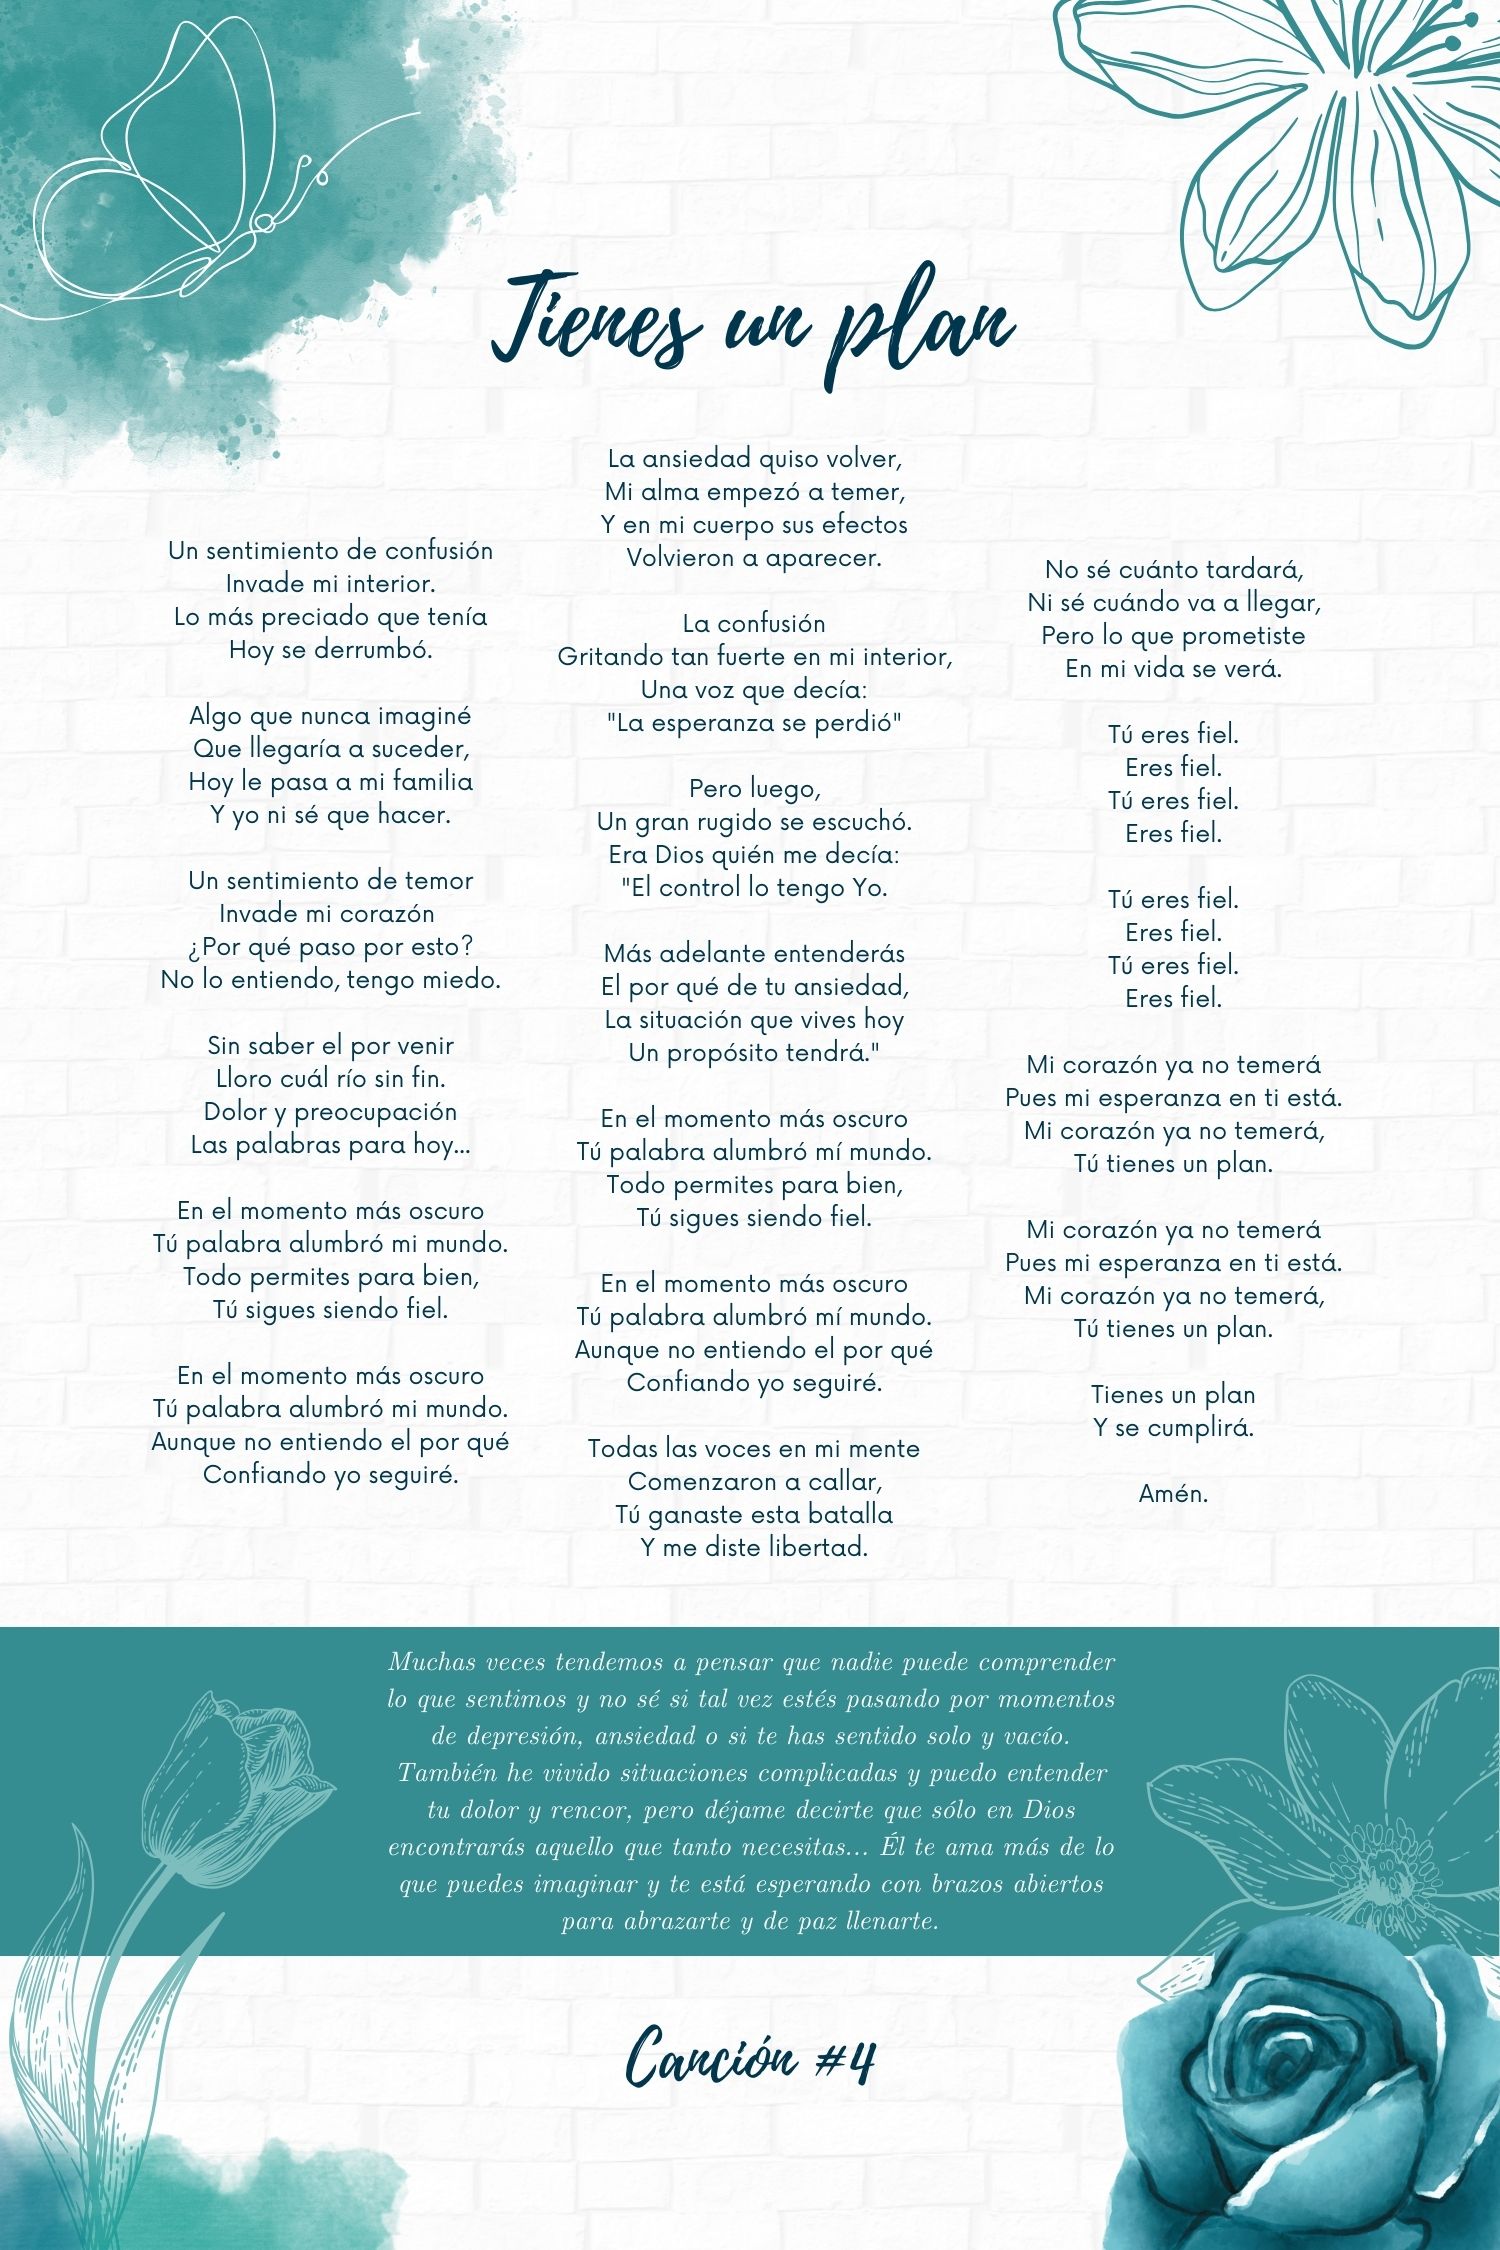 Tienes un plan
Un sentimiento de confusión
Invade mi interior.
Lo más preciado que tenía
Hoy se derrumbó.
Algo que nunca imaginé
Que llegaría a suceder,
Hoy le pasa a mi familia
Y yo ni sé que hacer.
Un sentimiento de temor
Invade mi corazón
¿Por qué paso por esto?
No lo entiendo, tengo miedo.
Sin saber el por venir
Lloro cuál río sin fin.
Dolor y preocupación
Las palabras para hoy...
En el momento más oscuro
Tú palabra alumbró mi mundo.
Todo permites para bien,
Tú sigues siendo fiel.
En el momento más oscuro
Tú palabra alumbró mi mundo.
Aunque no entiendo el por qué
Confiando yo seguiré.
La ansiedad quiso volver,
Mi alma empezó a temer,
Y en mi cuerpo sus efectos
Volvieron a aparecer.
La confusión
Gritando tan fuerte en mi interior,
Una voz que decía:
"La esperanza se perdió"
Pero luego,
Un gran rugido se escuchó.
Era Dios quién me decía:
"El control lo tengo Yo.
Más adelante entenderás
El por qué de tu ansiedad,
La situación que vives hoy
Un propósito tendrá."
En el momento más oscuro
Tú palabra alumbró mí mundo.
Todo permites para bien,
Tú sigues siendo fiel.
En el momento más oscuro
Tú palabra alumbró mí mundo.
Aunque no entiendo el por qué
Confiando yo seguiré.
Todas las voces en mi mente
Comenzaron a callar,
Tú ganaste esta batalla
Y me diste libertad.
No sé cuánto tardará,
Ni sé cuándo va a llegar,
Pero lo que prometiste
En mi vida se verá.
Tú eres fiel.
Eres fiel.
Tú eres fiel.
Eres fiel.
Tú eres fiel.
Eres fiel.
Tú eres fiel.
Eres fiel.
Mi corazón ya no temerá
Pues mi esperanza en ti está.
Mi corazón ya no temerá,
Tú tienes un plan.
Mi corazón ya no temerá
Pues mi esperanza en ti está.
Mi corazón ya no temerá,
Tú tienes un plan.
Tienes un plan
Y se cumplirá.
Amén.
Muchas veces tendemos a pensar que nadie puede comprender
lo que sentimos y no sé si tal vez estés pasando por momentos
de depresión, ansiedad o si te has sentido solo y vacío.
También he vivido situaciones complicadas y puedo entender
tu dolor y rencor, pero déjame decirte que sólo en Dios
encontrarás aquello que tanto necesitas... Él te ama más de lo
que puedes imaginar y te está esperando con brazos abiertos
para abrazarte y de paz llenarte.
Canción #4